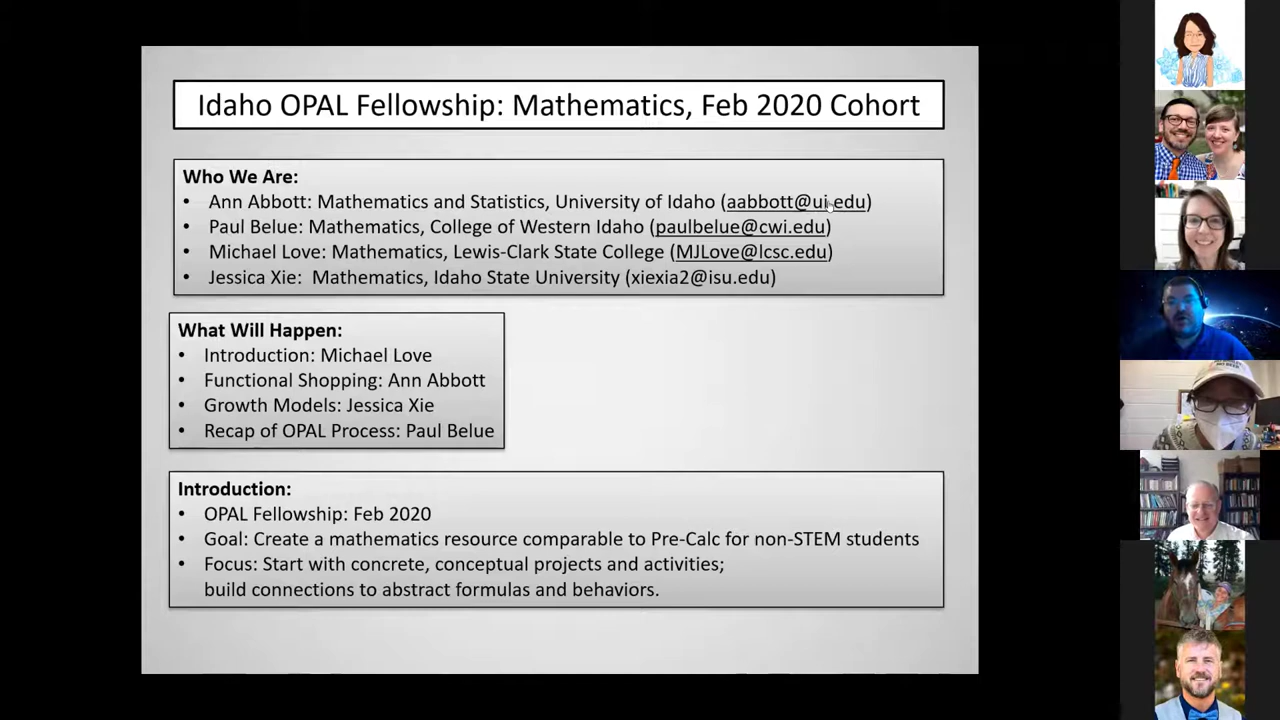 Idaho OPAL Fellowship: Mathematics, Feb 2020 Cohort
Who We Are:
• Ann Abbott: Mathematics and Statistics, University of Idaho (aabbott@ui.edu)
• Paul Belue: Mathematics, College of Western Idaho (paulbelue@cwi.edu)
• Michael Love: Mathematics, Lewis-Clark State College (MJLove@lcsc.edu)
• Jessica Xie:  Mathematics, Idaho State University (xiexia2@isu.edu)
What Will Happen:
• Introduction: Michael Love
• Functional Shopping: Ann Abbott
• Growth Models: Jessica Xie
• Recap of OPAL Process: Paul Belue
Introduction:
• OPAL Fellowship: Feb 2020
• Goal: Create a mathematics resource comparable to Pre-Calc for non-STEM students
• Focus: Start with concrete, conceptual projects and activities;
build connections to abstract formulas and behaviors.